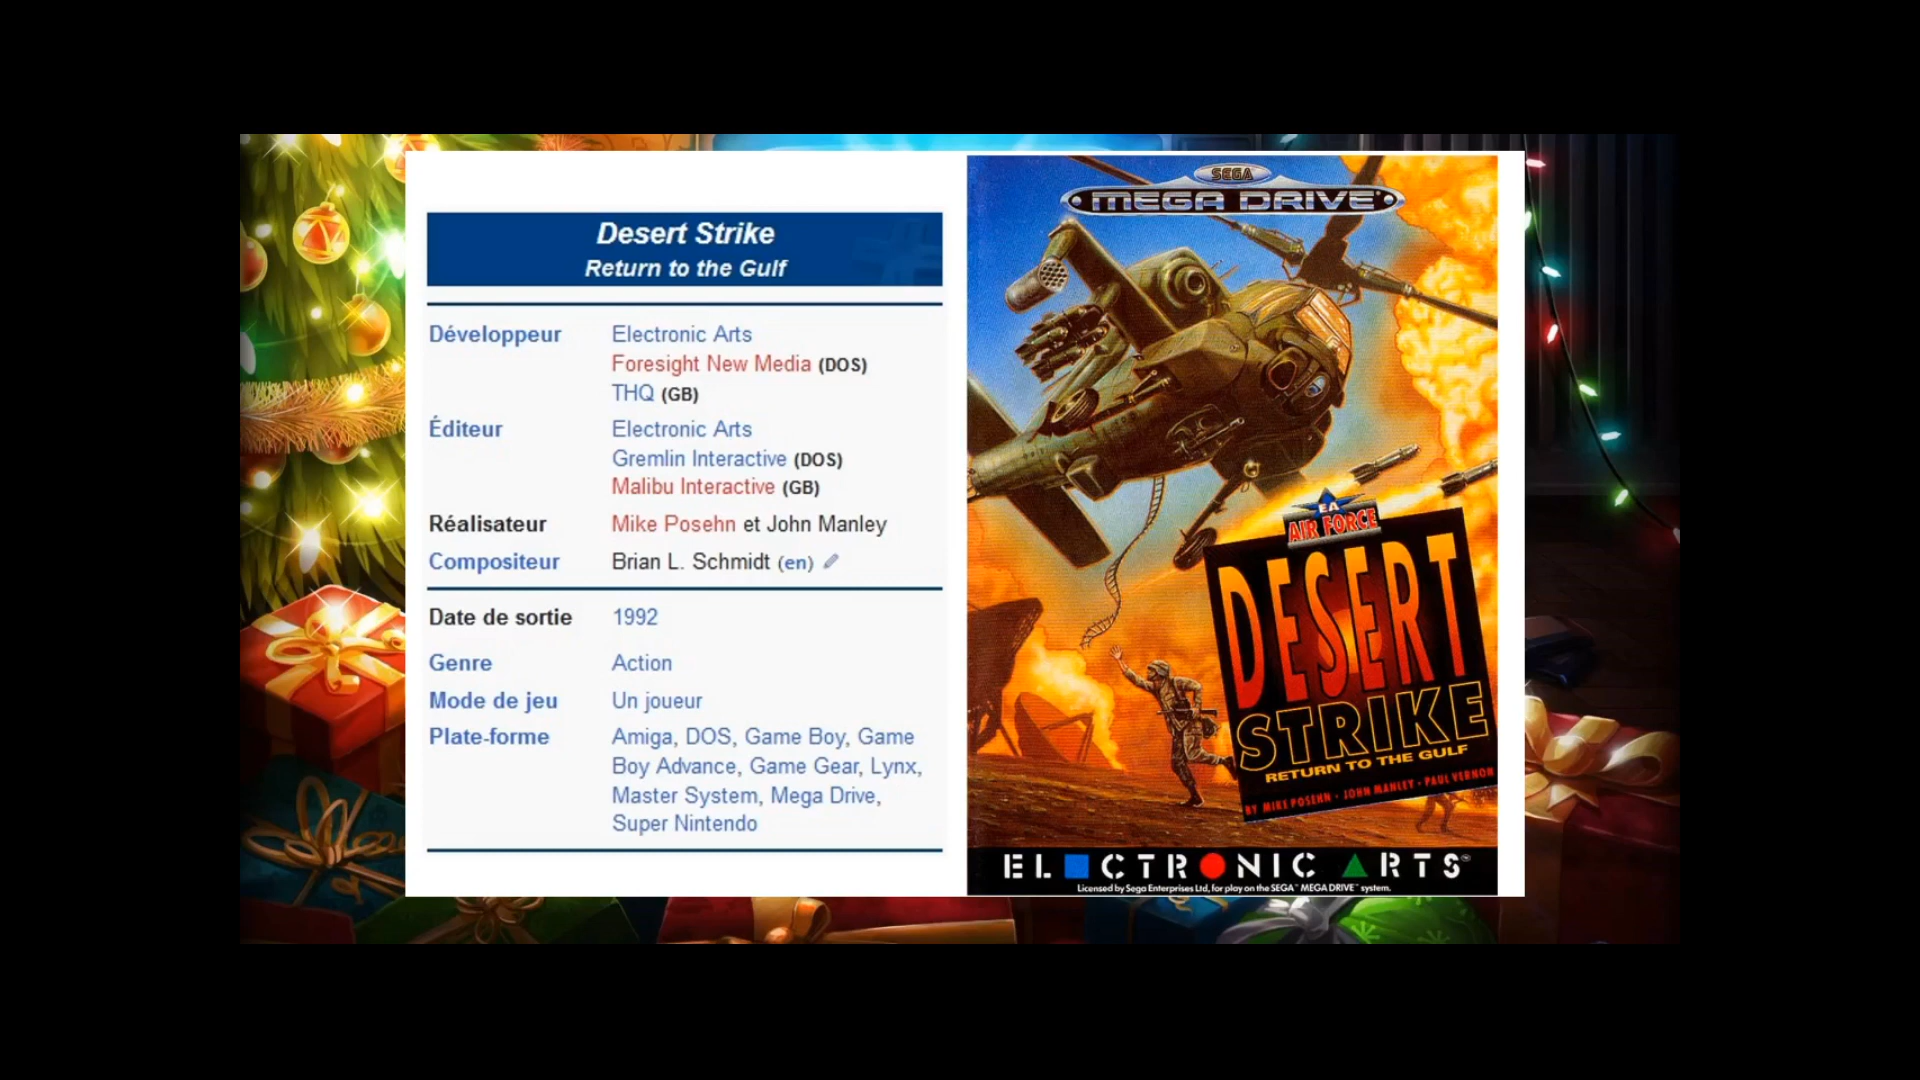 Desert Strike
Return to the Gulf
Développeur
Electronic Arts
Foresight New Media (DOS)
THQ (GB)
Éditeur
Electronic Arts
Gremlin Interactive (DOS)
Malibu Interactive (GB)
Réalisateur
Mike Posehn et John Manley
Compositeur
Brian L. Schmidt (en)
Date de sortie
1992
Genre
Action
Mode de jeu
Un joueur
Plate-forme
Amiga, DOS, Game Boy, Game
Boy Advance, Game Gear, Lynx,
Master System, Mega Drive,
Super Nintendo
SEGA
MEGA DRIVE
EA
AIR FORCE
DESERT
STRIKE
RETURN TO THE GULF
BY MIKE POSEHN · JOHN MANLEY · PAUL VERNON
ELECTRONIC ARTS™
Licensed by Sega Enterprises Ltd, for play on the SEGA™ MEGA DRIVE™ system.